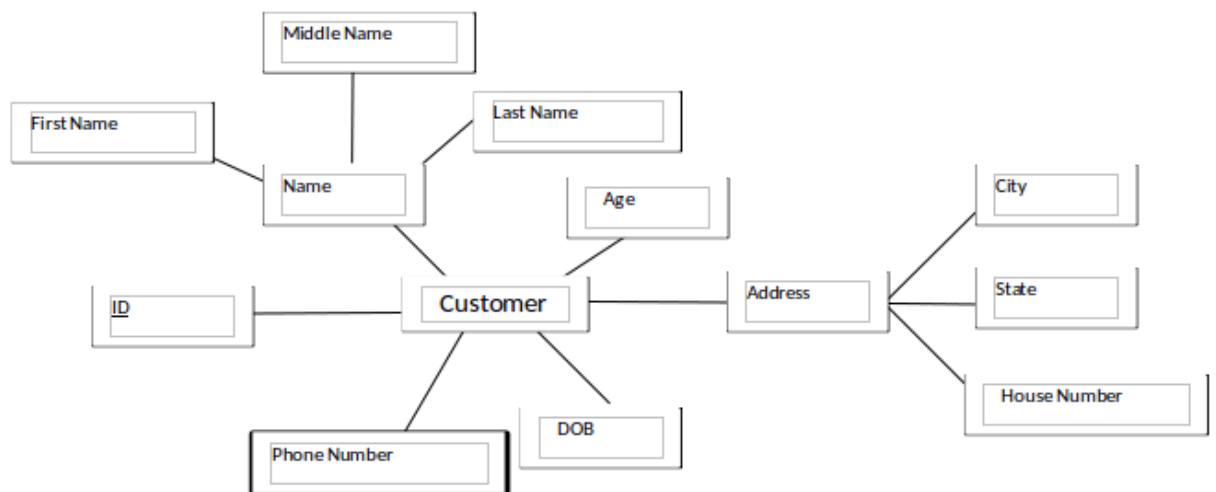 Middle Name
First Name
Last Name
Name
Age
City
ID
Customer
Address
State
House Number
DOB
Phone Number